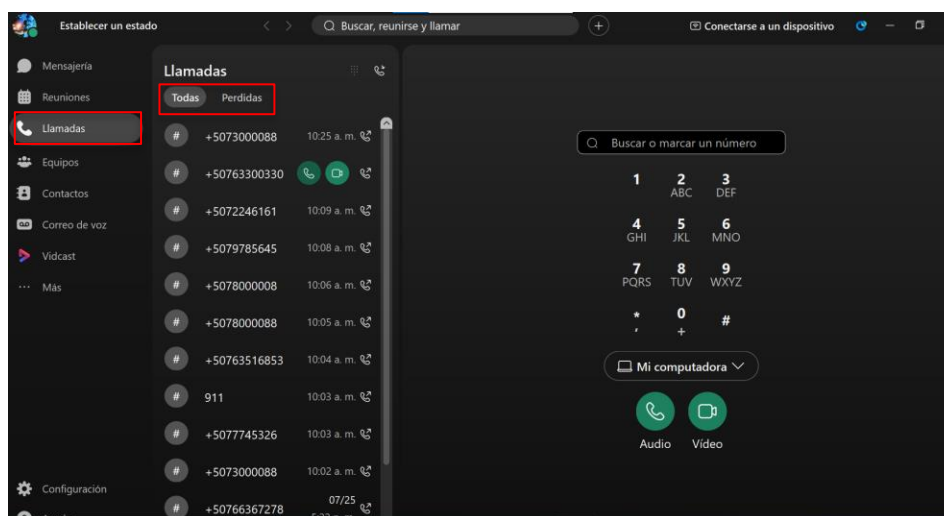 Establecer un estado
Buscar, reunirse y llamar
Conectarse a un dispositivo
Mensajería
Reuniones
Llamadas
Equipos
Contactos
Correo de voz
Vidcast
Más
Configuración
Llamadas
Todas Perdidas
# +5073000088 10:25 a. m.
# +50763300330
# +5072246161 10:09 a. m.
# +5079785645 10:08 a. m.
# +5078000008 10:06 a. m.
# +5078000088 10:05 a. m.
# +50763516853 10:04 a. m.
# 911 10:03 a. m.
# +5077745326 10:03 a. m.
# +5073000088 10:02 a. m.
# +50766367278 07/25
Buscar o marcar un número
1 2 3
ABC DEF
4 5 6
GHI JKL MNO
7 8 9
PQRS TUV WXYZ
* 0 #
, +
Mi computadora
Audio Vídeo